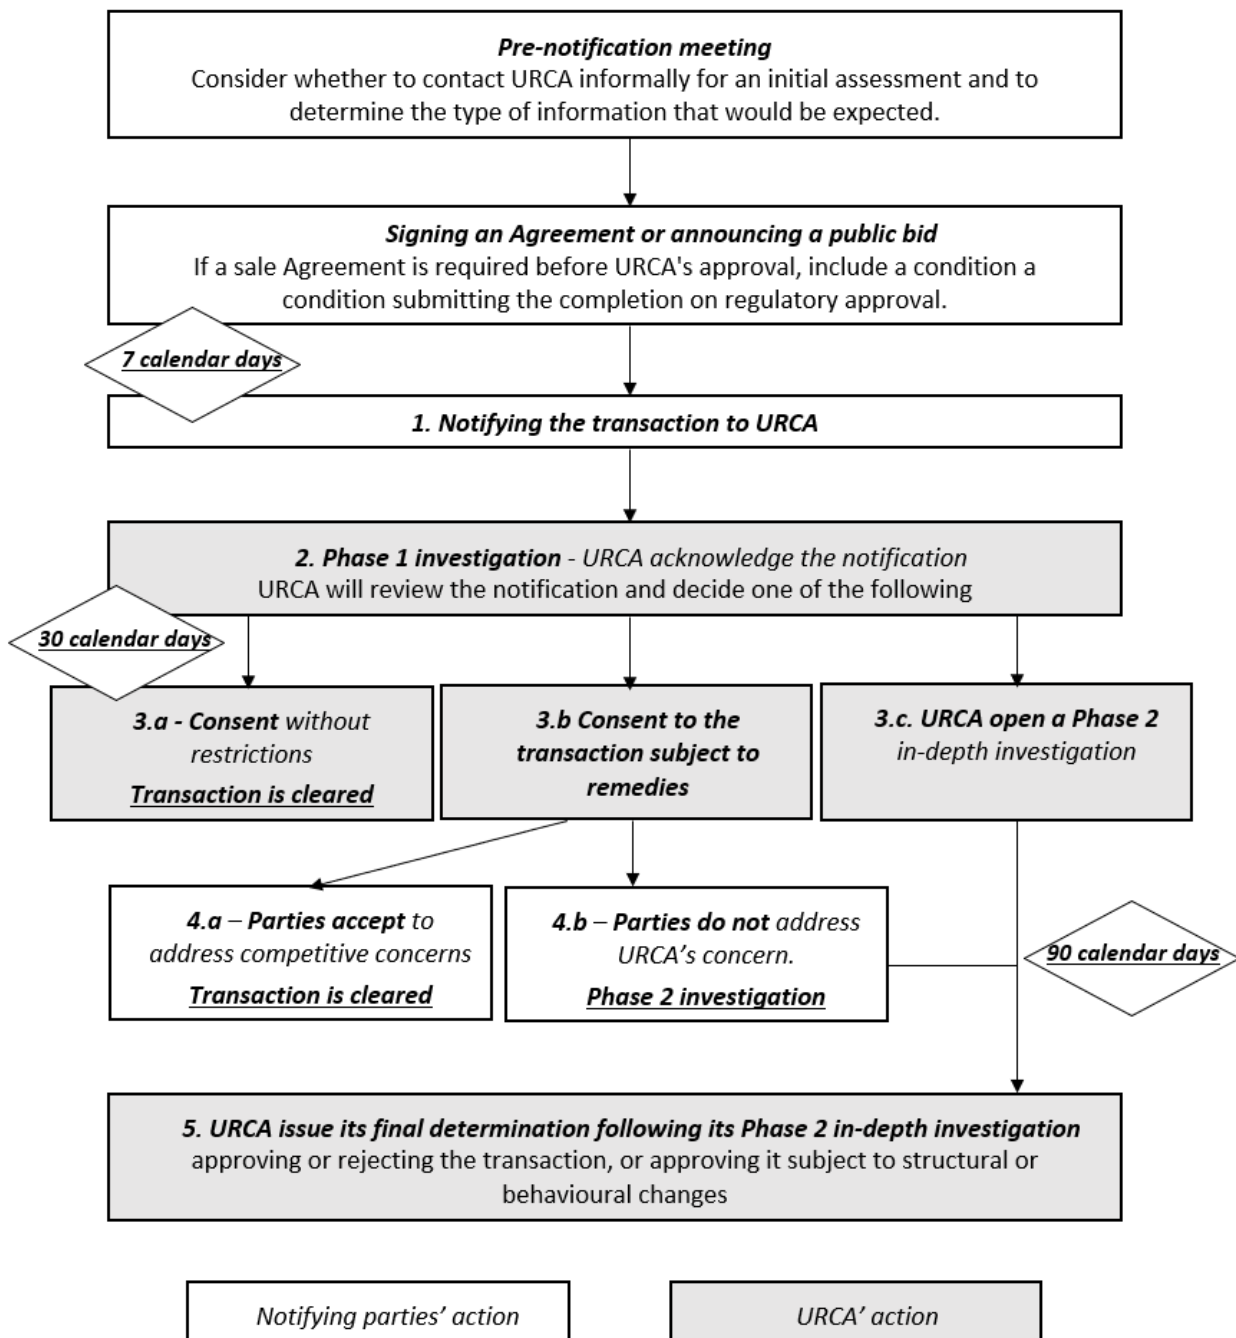 Pre-notification meeting
Consider whether to contact URCA informally for an initial assessment and to
determine the type of information that would be expected.
Signing an Agreement or announcing a public bid
If a sale Agreement is required before URCA's approval, include a condition a
condition submitting the completion on regulatory approval.
7 calendar days
1. Notifying the transaction to URCA
2. Phase 1 investigation - URCA acknowledge the notification
URCA will review the notification and decide one of the following
30 calendar days
3.a - Consent without
restrictions
Transaction is cleared
3.b Consent to the
transaction subject to
remedies
3.c. URCA open a Phase 2
in-depth investigation
4.a – Parties accept to
address competitive concerns
Transaction is cleared
4.b – Parties do not address
URCA’s concern.
Phase 2 investigation
90 calendar days
5. URCA issue its final determination following its Phase 2 in-depth investigation
approving or rejecting the transaction, or approving it subject to structural or
behavioural changes
Notifying parties’ action
URCA’ action